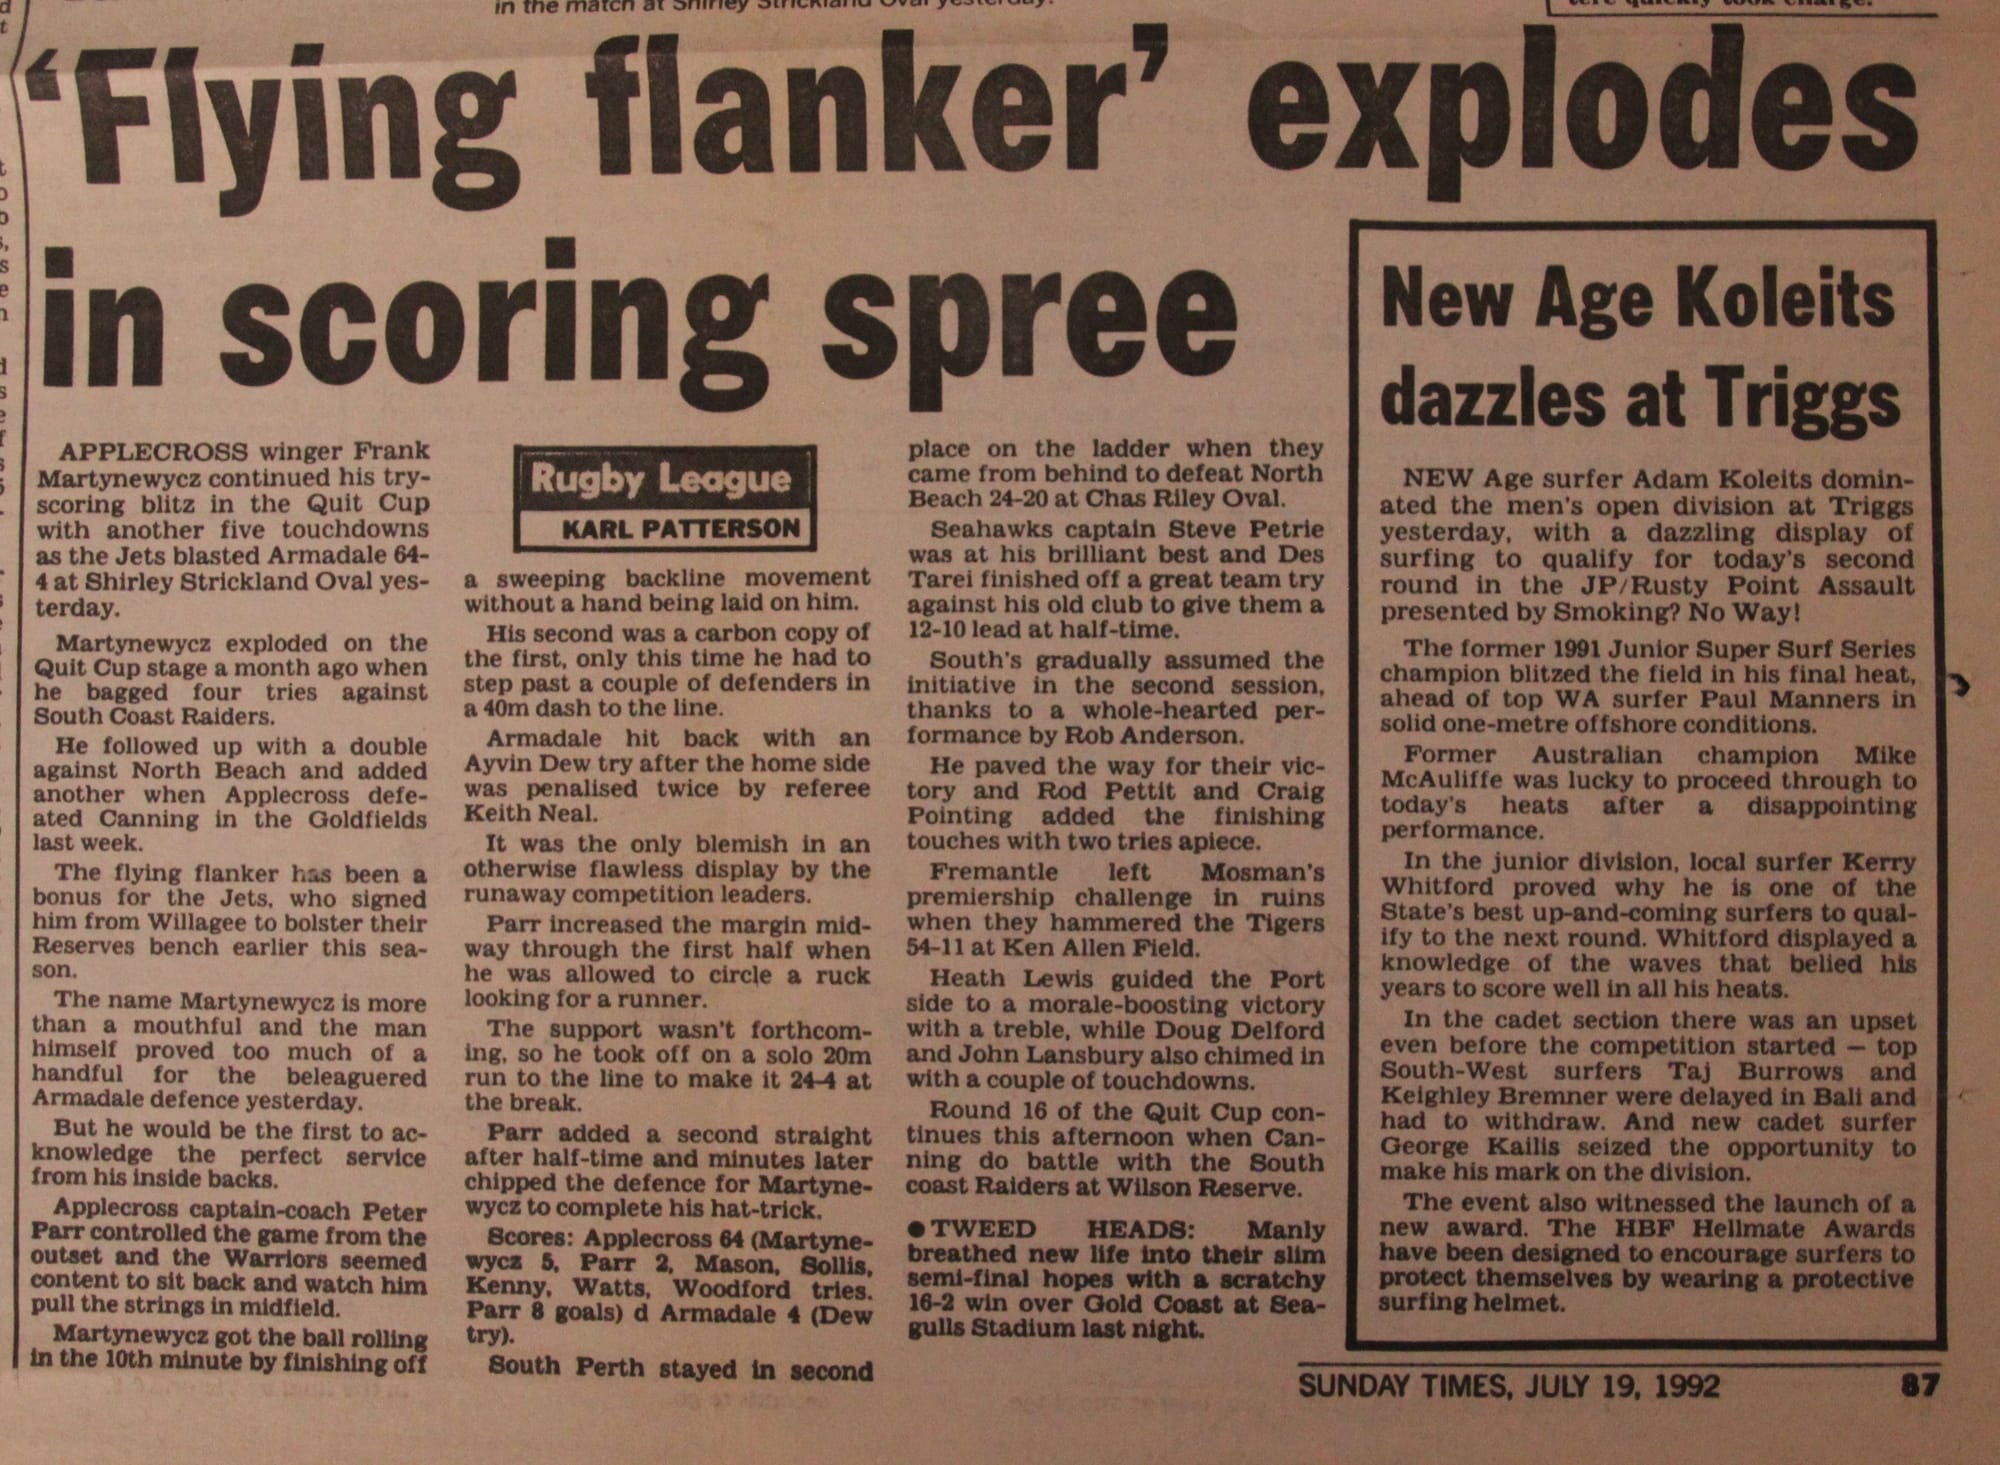 in the match at Shirley Strickland Oval yesterday.
tere quickly took charge.
'Flying flanker' explodes
in scoring spree
APPLECROSS winger Frank
Martynewycz continued his try-
scoring blitz in the Quit Cup
with another five touchdowns
as the Jets blasted Armadale 64-
4 at Shirley Strickland Oval yes-
terday.
Martynewycz exploded on the
Quit Cup stage a month ago when
he bagged four tries against
South Coast Raiders.
He followed up with a double
against North Beach and added
another when Applecross defe-
ated Canning in the Goldfields
last week.
The flying flanker has been a
bonus for the Jets, who signed
him from Willagee to bolster their
Reserves bench earlier this sea-
son.
The name Martynewycz is more
than a mouthful and the man
himself proved too much of a
handful for the beleaguered
Armadale defence yesterday.
But he would be the first to ac-
knowledge the perfect service
from his inside backs.
Applecross captain-coach Peter
Parr controlled the game from the
outset and the Warriors seemed
content to sit back and watch him
pull the strings in midfield.
Martynewycz got the ball rolling
in the 10th minute by finishing off
Rugby League
KARL PATTERSON
a sweeping backline movement
without a hand being laid on him.
His second was a carbon copy of
the first, only this time he had to
step past a couple of defenders in
a 40m dash to the line.
Armadale hit back with an
Ayvin Dew try after the home side
was penalised twice by referee
Keith Neal.
It was the only blemish in an
otherwise flawless display by the
runaway competition leaders.
Parr increased the margin mid-
way through the first half when
he was allowed to circle a ruck
looking for a runner.
The support wasn't forthcom-
ing, so he took off on a solo 20m
run to the line to make it 24-4 at
the break.
Parr added a second straight
after half-time and minutes later
chipped the defence for Martyne-
wycz to complete his hat-trick.
Scores: Applecross 64 (Martyne-
wycz 5, Parr 2, Mason, Sollis,
Kenny, Watts, Woodford tries.
Parr 8 goals) d Armadale 4 (Dew
try).
South Perth stayed in second
place on the ladder when they
came from behind to defeat North
Beach 24-20 at Chas Riley Oval.
Seahawks captain Steve Petrie
was at his brilliant best and Des
Tarei finished off a great team try
against his old club to give them a
12-10 lead at half-time.
South's gradually assumed the
initiative in the second session,
thanks to a whole-hearted per-
formance by Rob Anderson.
He paved the way for their vic-
tory and Rod Pettit and Craig
Pointing added the finishing
touches with two tries apiece.
Fremantle left Mosman's
premiership challenge in ruins
when they hammered the Tigers
54-11 at Ken Allen Field.
Heath Lewis guided the Port
side to a morale-boosting victory
with a treble, while Doug Delford
and John Lansbury also chimed in
with a couple of touchdowns.
Round 16 of the Quit Cup con-
tinues this afternoon when Can-
ning do battle with the South
coast Raiders at Wilson Reserve.
● TWEED HEADS: Manly
breathed new life into their slim
semi-final hopes with a scratchy
16-2 win over Gold Coast at Sea-
gulls Stadium last night.
New Age Koleits
dazzles at Triggs
NEW Age surfer Adam Koleits domin-
ated the men's open division at Triggs
yesterday, with a dazzling display of
surfing to qualify for today's second
round in the JP/Rusty Point Assault
presented by Smoking? No Way!
The former 1991 Junior Super Surf Series
champion blitzed the field in his final heat,
ahead of top WA surfer Paul Manners in
solid one-metre offshore conditions.
Former Australian champion Mike
McAuliffe was lucky to proceed through to
today's heats after a disappointing
performance.
In the junior division, local surfer Kerry
Whitford proved why he is one of the
State's best up-and-coming surfers to qual-
ify to the next round. Whitford displayed a
knowledge of the waves that belied his
years to score well in all his heats.
In the cadet section there was an upset
even before the competition started — top
South-West surfers Taj Burrows and
Keighley Bremner were delayed in Bali and
had to withdraw. And new cadet surfer
George Kailis seized the opportunity to
make his mark on the division.
The event also witnessed the launch of a
new award. The HBF Hellmate Awards
have been designed to encourage surfers to
protect themselves by wearing a protective
surfing helmet.
SUNDAY TIMES, JULY 19, 1992 87